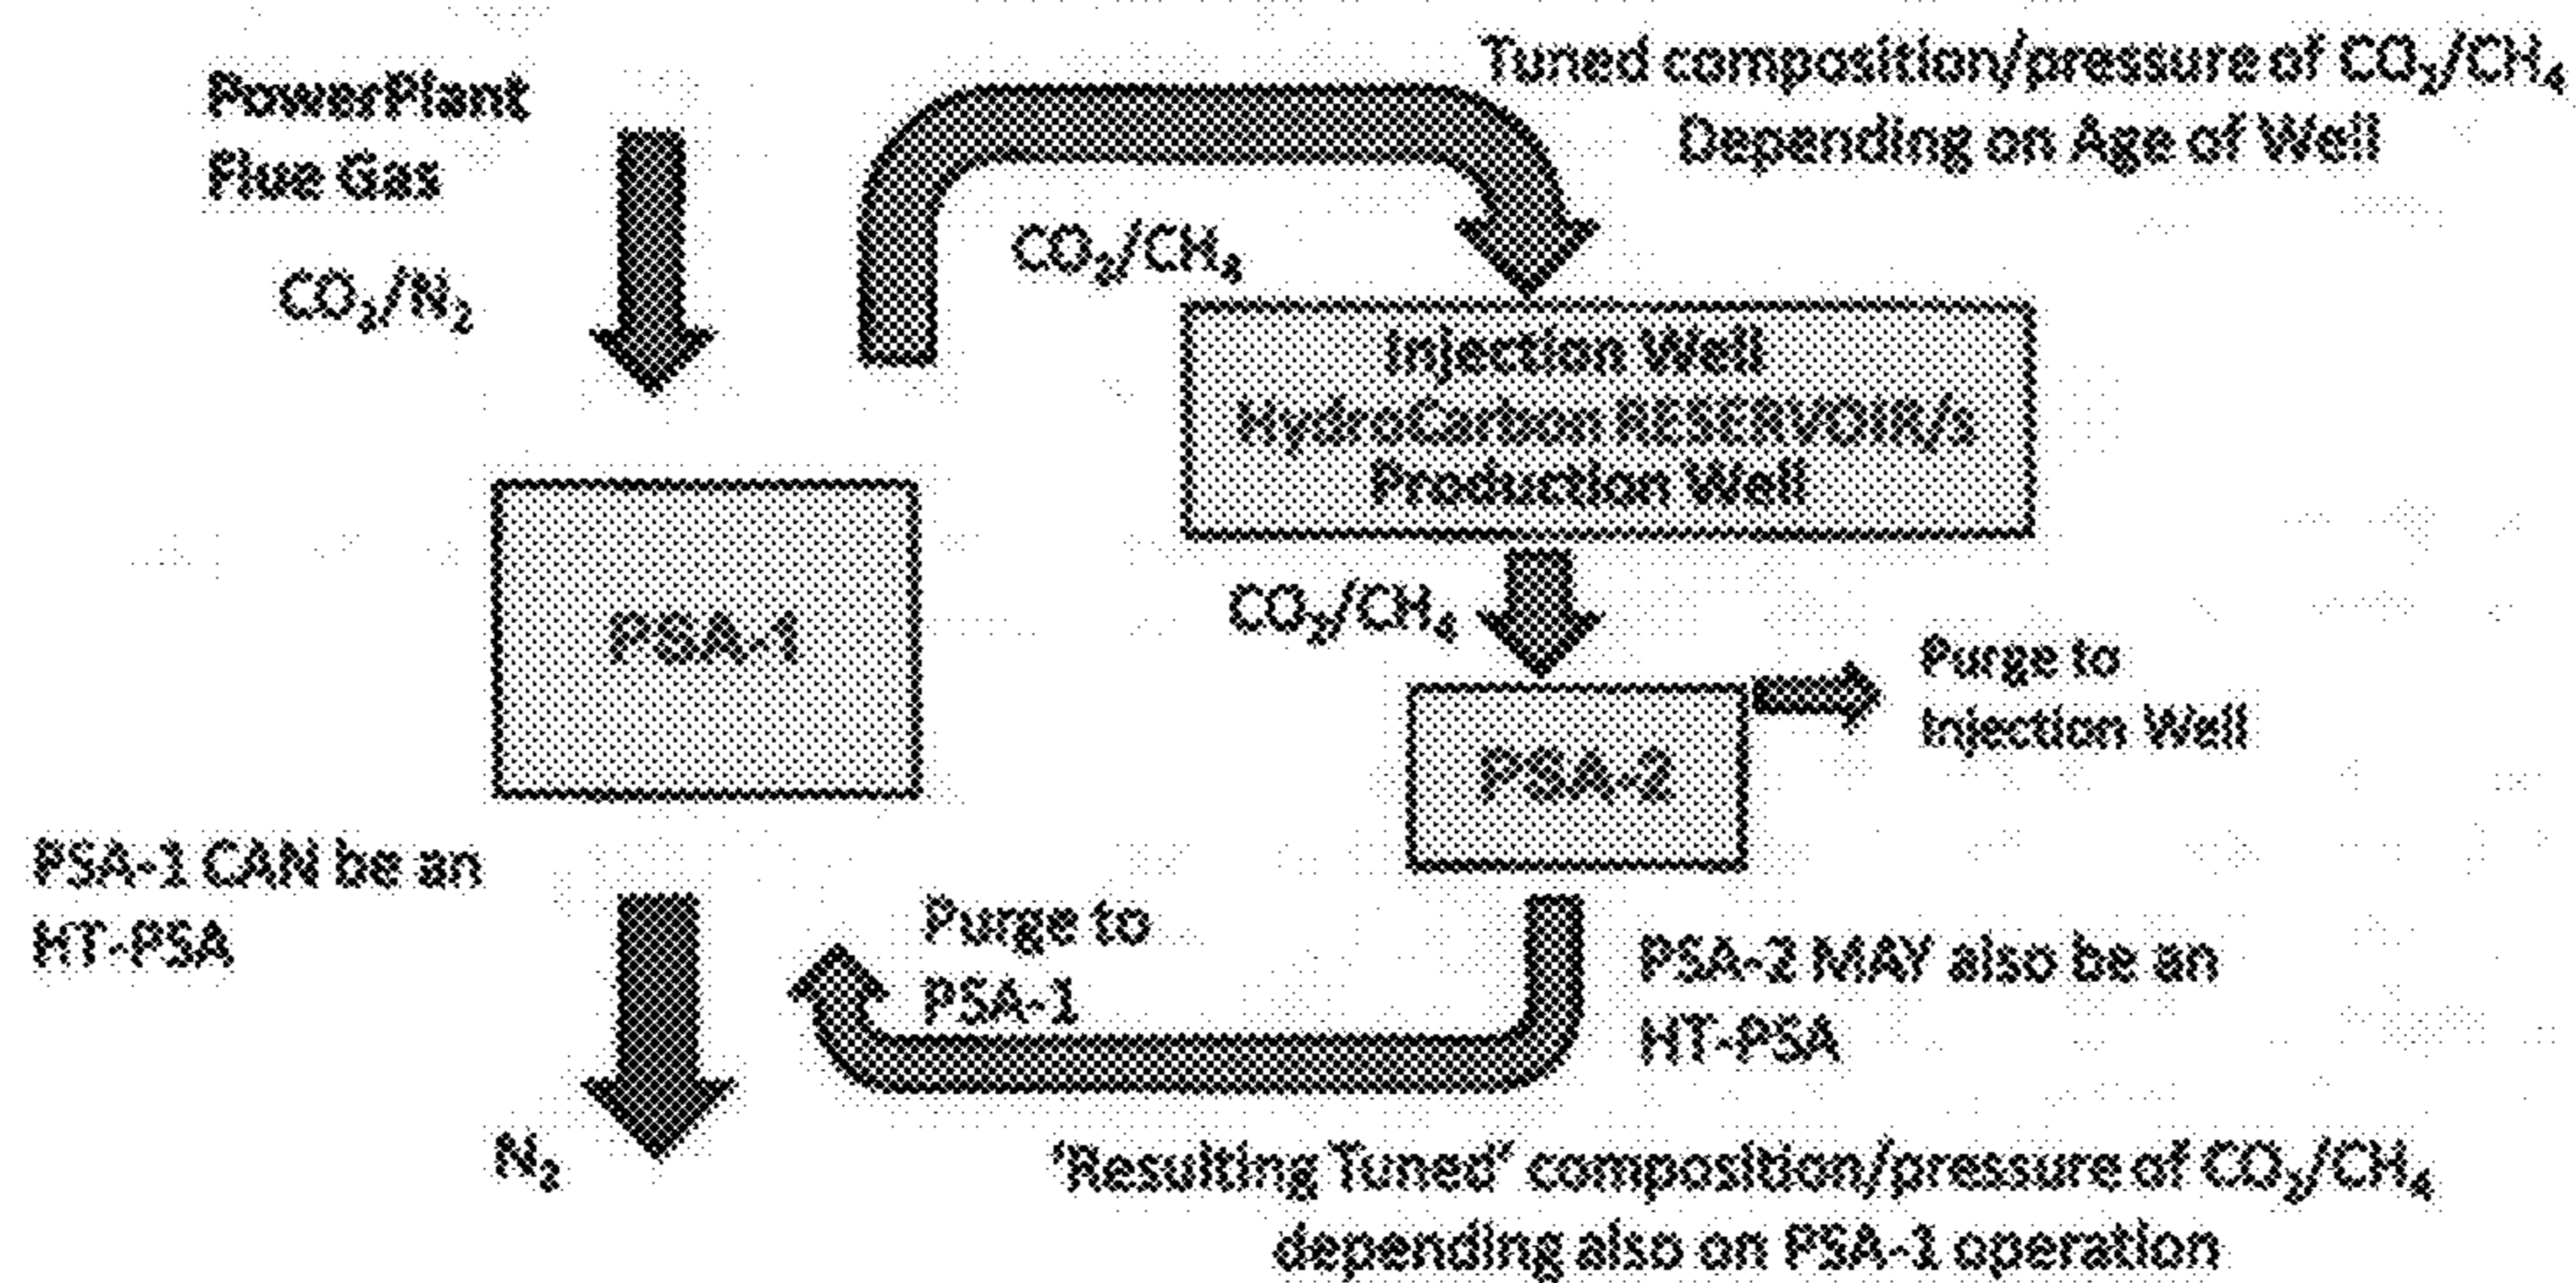 PowerPlant
Flue Gas
CO₂/N₂
Tuned composition/pressure of CO₂/CH₄
Depending on Age of Well
CO₂/CH₄
Injection Well
HydroCarbon RESERVOIR/s
Production Well
PSA-1
CO₂/CH₄
Purge to
Injection Well
PSA-2
PSA-1 CAN be an
HT-PSA
Purge to
PSA-1
PSA-2 MAY also be an
HT-PSA
N₂
'Resulting Tuned' composition/pressure of CO₂/CH₄
depending also on PSA-1 operation